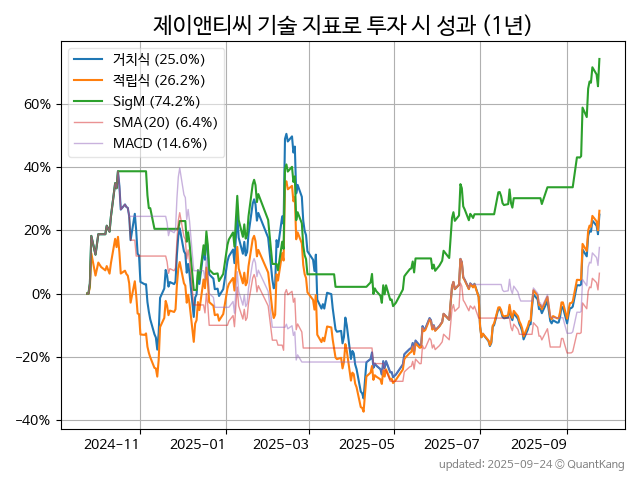 제이앤티씨 기술 지표로 투자 시 성과 (1년)
거치식 (25.0%)
적립식 (26.2%)
SigM (74.2%)
SMA(20) (6.4%)
MACD (14.6%)
60%
40%
20%
0%
−20%
−40%
2024-11 2025-01 2025-03 2025-05 2025-07 2025-09
updated: 2025-09-24 © QuantKang